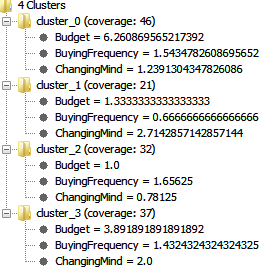 4 Clusters
cluster_0 (coverage: 46)
Budget = 6.260869565217392
BuyingFrequency = 1.5434782608695652
ChangingMind = 1.2391304347826086
cluster_1 (coverage: 21)
Budget = 1.3333333333333333
BuyingFrequency = 0.6666666666666666
ChangingMind = 2.7142857142857144
cluster_2 (coverage: 32)
Budget = 1.0
BuyingFrequency = 1.65625
ChangingMind = 0.78125
cluster_3 (coverage: 37)
Budget = 3.891891891891892
BuyingFrequency = 1.4324324324324325
ChangingMind = 2.0